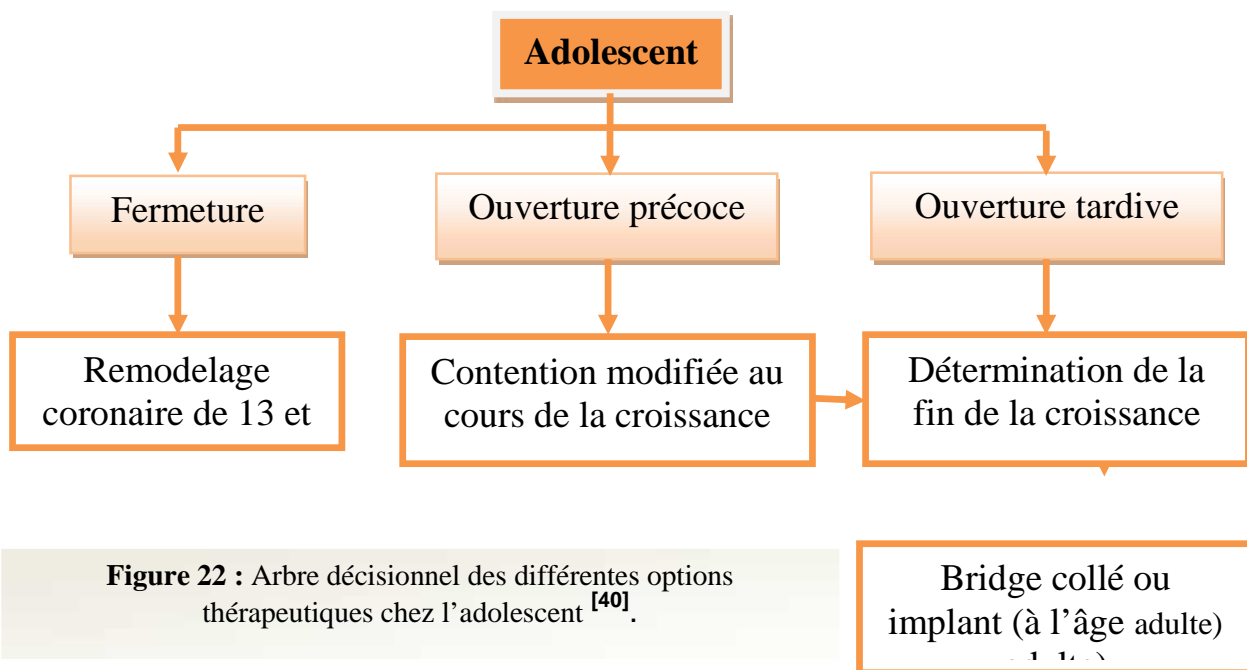 Adolescent
Fermeture
Ouverture précoce
Ouverture tardive
Remodelage
coronaire de 13 et
Contention modifiée au
cours de la croissance
Détermination de la
fin de la croissance
Figure 22 : Arbre décisionnel des différentes options
thérapeutiques chez l’adolescent [40].
Bridge collé ou
implant (à l’âge adulte)